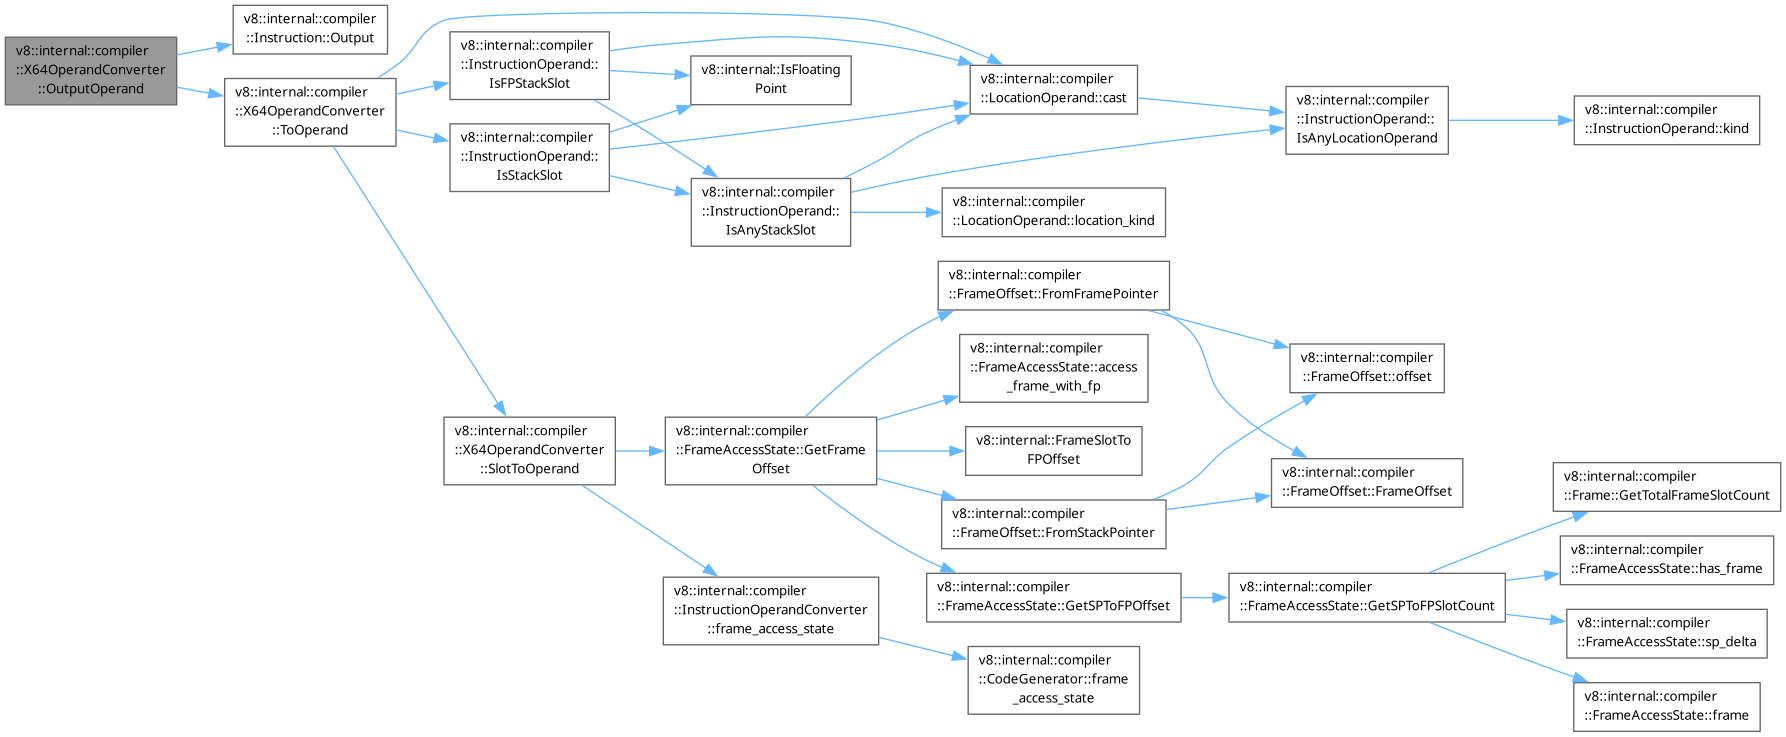 v8::internal::compiler
::X64OperandConverter
::OutputOperand
v8::internal::compiler
::Instruction::Output
v8::internal::compiler
::X64OperandConverter
::ToOperand
v8::internal::compiler
::InstructionOperand::
IsFPStackSlot
v8::internal::compiler
::InstructionOperand::
IsStackSlot
v8::internal::IsFloating
Point
v8::internal::compiler
::InstructionOperand::
IsAnyStackSlot
v8::internal::compiler
::LocationOperand::cast
v8::internal::compiler
::LocationOperand::location_kind
v8::internal::compiler
::InstructionOperand::
IsAnyLocationOperand
v8::internal::compiler
::InstructionOperand::kind
v8::internal::compiler
::X64OperandConverter
::SlotToOperand
v8::internal::compiler
::FrameAccessState::GetFrame
Offset
v8::internal::compiler
::InstructionOperandConverter
::frame_access_state
v8::internal::compiler
::FrameOffset::FromFramePointer
v8::internal::compiler
::FrameAccessState::access
_frame_with_fp
v8::internal::FrameSlotTo
FPOffset
v8::internal::compiler
::FrameOffset::FromStackPointer
v8::internal::compiler
::FrameAccessState::GetSPToFPOffset
v8::internal::compiler
::CodeGenerator::frame
_access_state
v8::internal::compiler
::FrameOffset::offset
v8::internal::compiler
::FrameOffset::FrameOffset
v8::internal::compiler
::FrameAccessState::GetSPToFPSlotCount
v8::internal::compiler
::Frame::GetTotalFrameSlotCount
v8::internal::compiler
::FrameAccessState::has_frame
v8::internal::compiler
::FrameAccessState::sp_delta
v8::internal::compiler
::FrameAccessState::frame